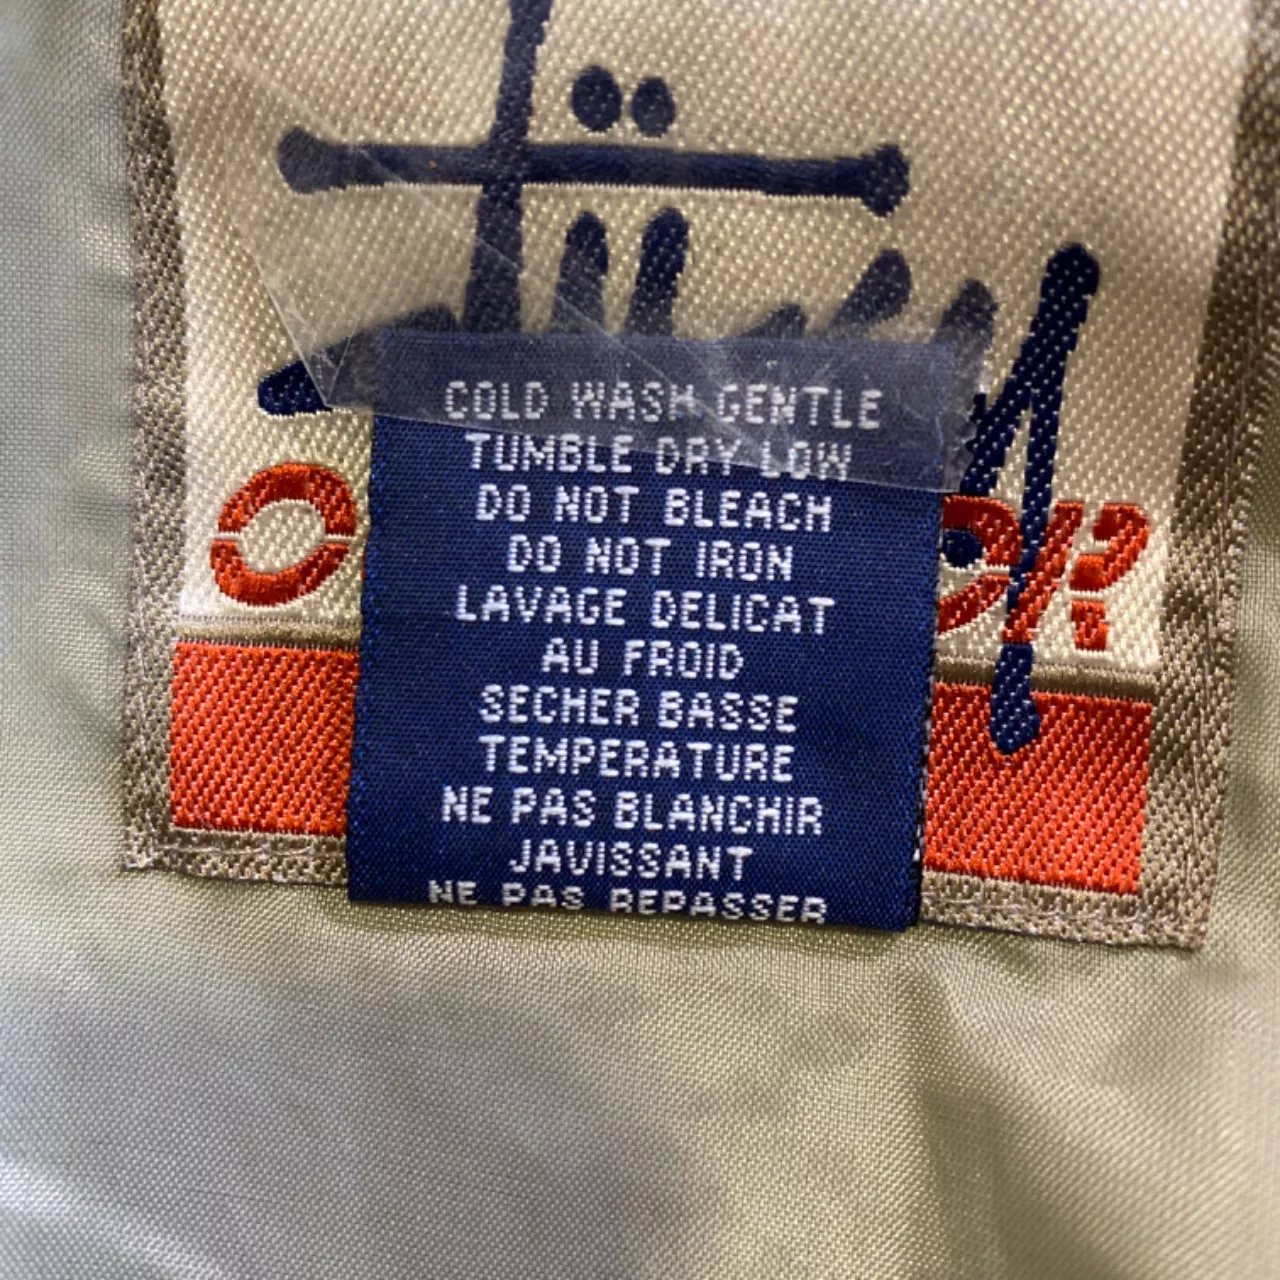 Stüssy
COLD WASH GENTLE
TUMBLE DRY LOW
DO NOT BLEACH
DO NOT IRON
LAVAGE DELICAT
AU FROID
SECHER BASSE
TEMPERATURE
NE PAS BLANCHIR
JAVISSANT
NE PAS REPASSER